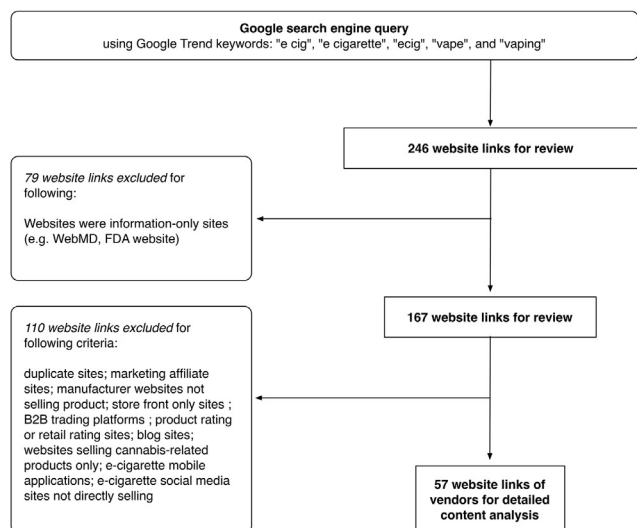 Google search engine query
using Google Trend keywords: "e cig", "e cigarette", "ecig", "vape", and "vaping"
246 website links for review
79 website links excluded for
following:
Websites were information-only sites
(e.g. WebMD, FDA website)
167 website links for review
110 website links excluded for
following criteria:
duplicate sites; marketing affiliate
sites; manufacturer websites not
selling product; store front only sites ;
B2B trading platforms ; product rating
or retail rating sites; blog sites;
websites selling cannabis-related
products only; e-cigarette mobile
applications; e-cigarette social media
sites not directly selling
57 website links of
vendors for detailed
content analysis